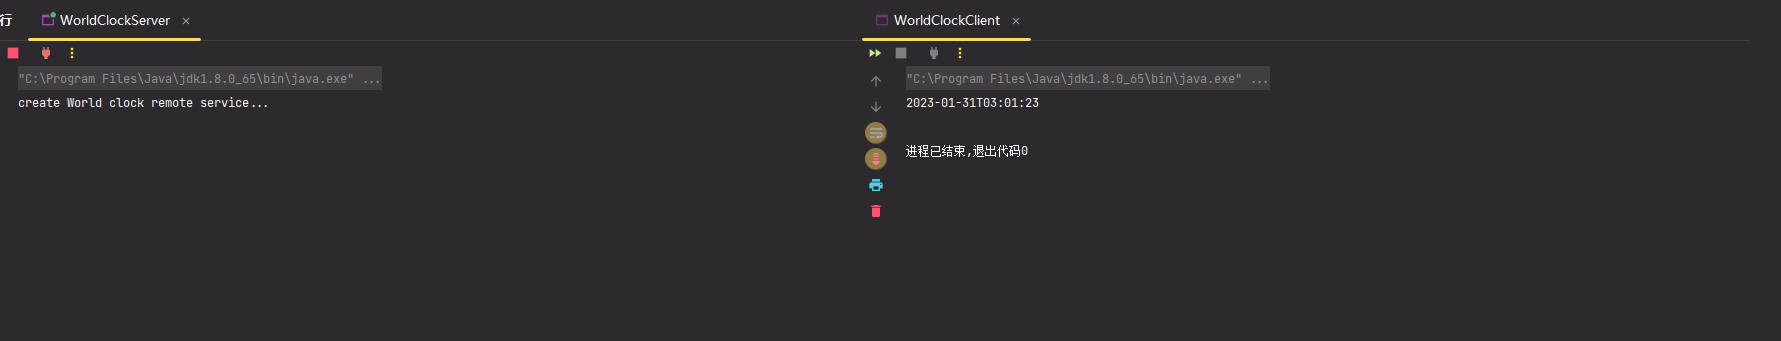 行 WorldClockServer
"C:\Program Files\Java\jdk1.8.0_65\bin\java.exe" ...
create World clock remote service...
WorldClockClient
"C:\Program Files\Java\jdk1.8.0_65\bin\java.exe" ...
2023-01-31T03:01:23
进程已结束,退出代码0